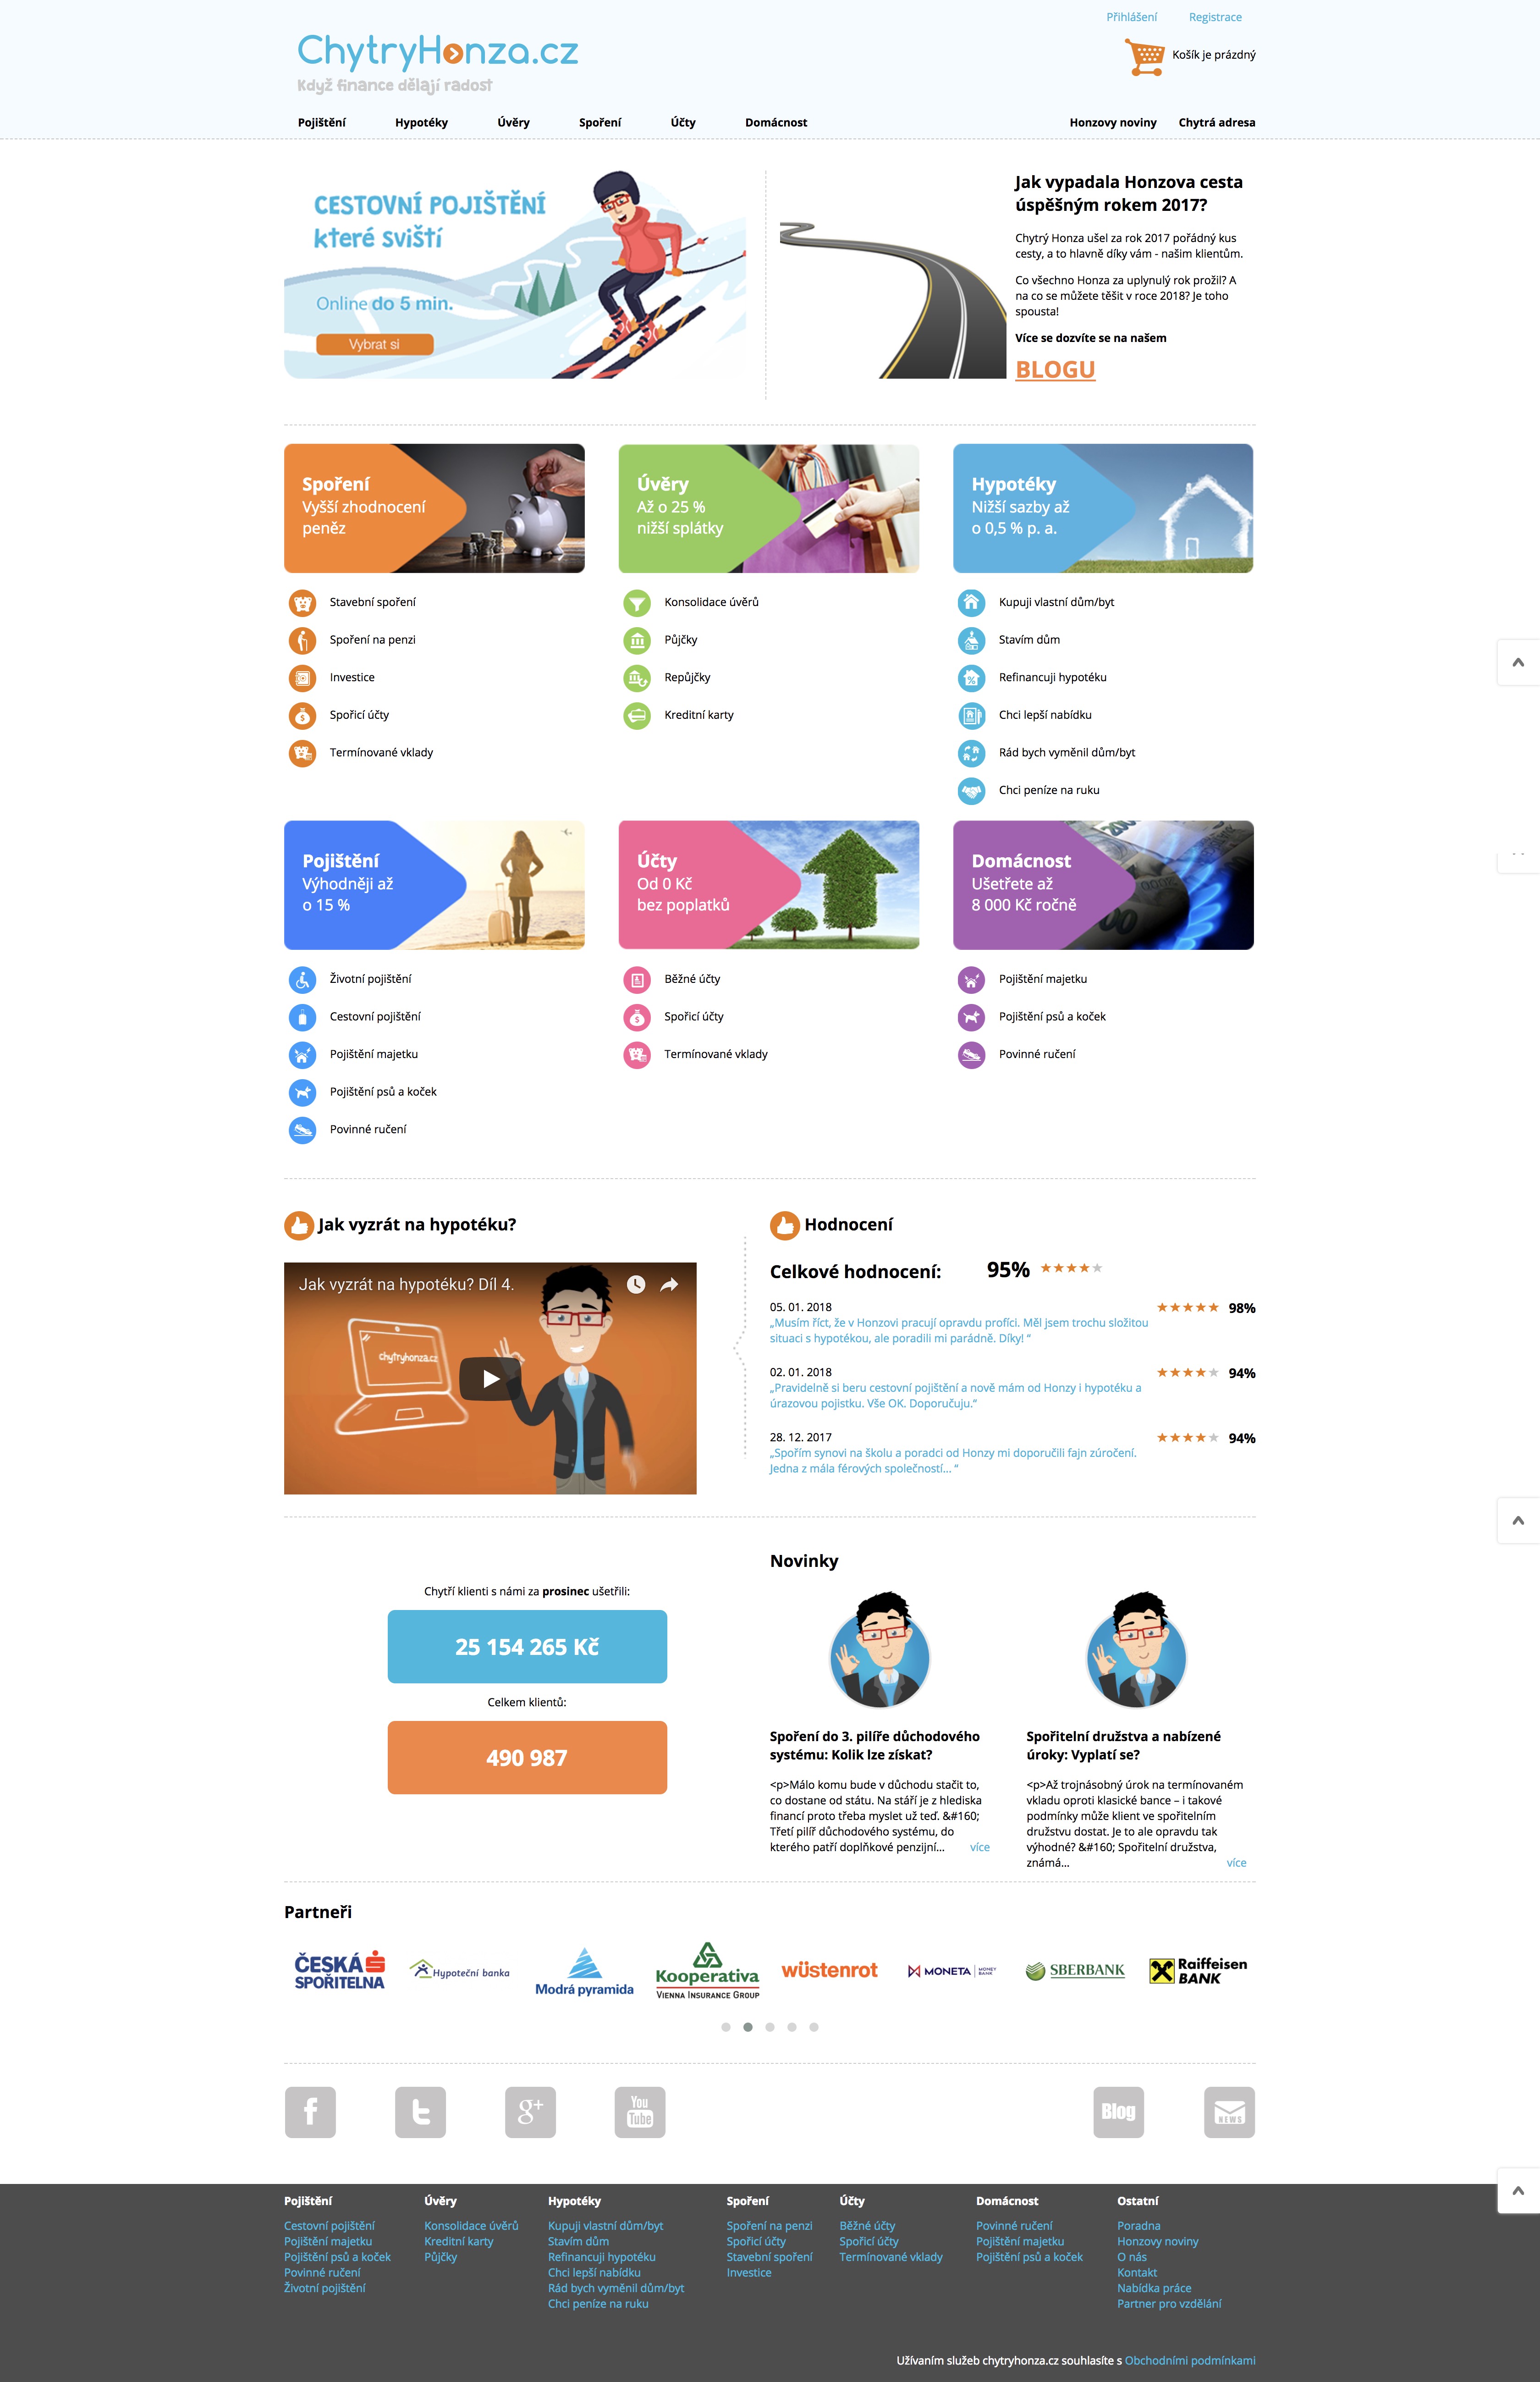 Přihlášení Registrace
ChytryHonza.cz
Když finance dělají radost
Košík je prázdný
Pojištění Hypotéky Úvěry Spoření Účty Domácnost Honzovy noviny Chytrá adresa
CESTOVNÍ POJIŠTĚNÍ
které sviští
Online do 5 min.
Vybrat si
Jak vypadala Honzova cesta
úspěšným rokem 2017?
Chytrý Honza ušel za rok 2017 pořádný kus
cesty, a to hlavně díky vám - našim klientům.
Co všechno Honza za uplynulý rok prožil? A
na co se můžete těšit v roce 2018? Je toho
spousta!
Více se dozvíte se na našem
BLOGU
Spoření
Vyšší zhodnocení
peněz
Stavební spoření
Spoření na penzi
Investice
Spořicí účty
Termínované vklady
Úvěry
Až o 25 %
nižší splátky
Konsolidace úvěrů
Půjčky
Repůjčky
Kreditní karty
Hypotéky
Nižší sazby až
o 0,5 % p. a.
Kupuji vlastní dům/byt
Stavím dům
Refinancuji hypotéku
Chci lepší nabídku
Rád bych vyměnil dům/byt
Chci peníze na ruku
Pojištění
Výhodněji až
o 15 %
Životní pojištění
Cestovní pojištění
Pojištění majetku
Pojištění psů a koček
Povinné ručení
Účty
Od 0 Kč
bez poplatků
Běžné účty
Spořicí účty
Termínované vklady
Domácnost
Ušetřete až
8 000 Kč ročně
Pojištění majetku
Pojištění psů a koček
Povinné ručení
Jak vyzrát na hypotéku?
Jak vyzrát na hypotéku? Díl 4.
chytryhonza.cz
Hodnocení
Celkové hodnocení: 95%
05. 01. 2018 98%
„Musím říct, že v Honzovi pracují opravdu profíci. Měl jsem trochu složitou
situaci s hypotékou, ale poradili mi parádně. Díky! “
02. 01. 2018 94%
„Pravidelně si beru cestovní pojištění a nově mám od Honzy i hypotéku a
úrazovou pojistku. Vše OK. Doporučuju.“
28. 12. 2017 94%
„Spořím synovi na školu a poradci od Honzy mi doporučili fajn zúročení.
Jedna z mála férových společností... “
Chytří klienti s námi za prosinec ušetřili:
25 154 265 Kč
Celkem klientů:
490 987
Novinky
Spoření do 3. pilíře důchodového
systému: Kolik lze získat?
<p>Málo komu bude v důchodu stačit to,
co dostane od státu. Na stáří je z hlediska
financí proto třeba myslet už teď. &#160;
Třetí pilíř důchodového systému, do
kterého patří doplňkové penzijní... více
Spořitelní družstva a nabízené
úroky: Vyplatí se?
<p>Až trojnásobný úrok na termínovaném
vkladu oproti klasické bance – i takové
podmínky může klient ve spořitelním
družstvu dostat. Je to ale opravdu tak
výhodné? &#160; Spořitelní družstva,
známá... více
Partneři
ČESKÁ
SPOŘITELNA
Hypoteční banka
Modrá pyramida
Kooperativa
VIENNA INSURANCE GROUP
wüstenrot
MONETA MONEY BANK
SBERBANK
Raiffeisen
BANK
f t g+ You Tube Blog NEWS
Pojištění
Cestovní pojištění
Pojištění majetku
Pojištění psů a koček
Povinné ručení
Životní pojištění
Úvěry
Konsolidace úvěrů
Kreditní karty
Půjčky
Hypotéky
Kupuji vlastní dům/byt
Stavím dům
Refinancuji hypotéku
Chci lepší nabídku
Rád bych vyměnil dům/byt
Chci peníze na ruku
Spoření
Spoření na penzi
Spořicí účty
Stavební spoření
Investice
Účty
Běžné účty
Spořicí účty
Termínované vklady
Domácnost
Povinné ručení
Pojištění majetku
Pojištění psů a koček
Ostatní
Poradna
Honzovy noviny
O nás
Kontakt
Nabídka práce
Partner pro vzdělání
Užívaním služeb chytryhonza.cz souhlasíte s Obchodními podmínkami